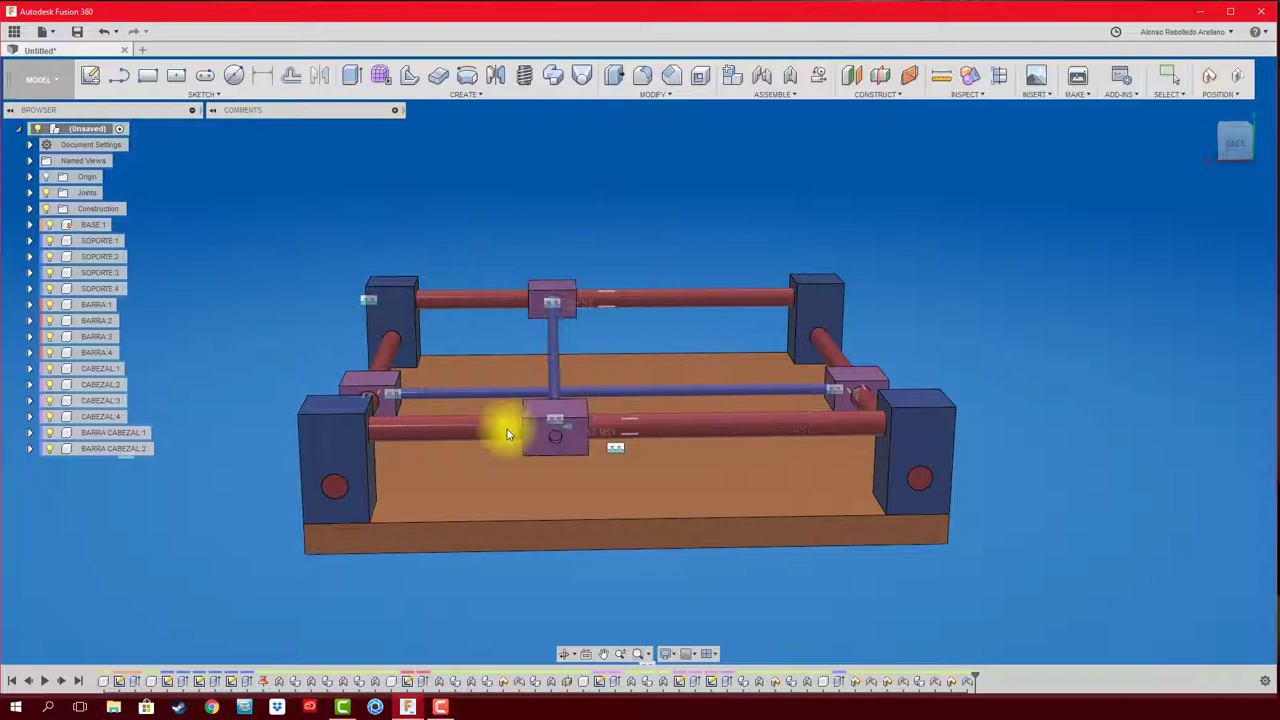 Autodesk Fusion 360
Alonso Rebolledo Arellano
Untitled*
MODEL
SKETCH
CREATE
MODIFY
ASSEMBLE
CONSTRUCT
INSPECT
INSERT
MAKE
ADD-INS
SELECT
POSITION
BROWSER
COMMENTS
(Unsaved)
BACK
Document Settings
Named Views
Origin
Joints
Construction
BASE:1
SOPORTE:1
SOPORTE:2
SOPORTE:3
SOPORTE:4
BARRA:1
BARRA:2
BARRA:3
BARRA:4
CABEZAL:1
CABEZAL:2
CABEZAL:3
CABEZAL:4
BARRA CABEZAL:1
BARRA CABEZAL:2